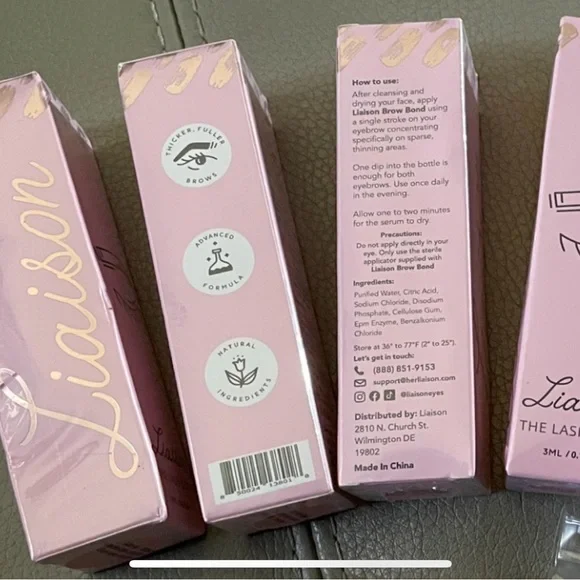 Liaison
THICKER, FULLER
BROWS
ADVANCED
FORMULA
NATURAL
INGREDIENTS
How to use:
After cleansing and
drying your face, apply
Liaison Brow Bond using
a single stroke on your
eyebrow concentrating
specifically on sparse,
thinning areas.
One dip into the bottle is
enough for both
eyebrows. Use once daily
in the evening.
Allow one to two minutes
for the serum to dry.
Precautions:
Do not apply directly in your
eye. Only use the sterile
applicator supplied with
Liaison Brow Bond
Ingredients:
Purified Water, Citric Acid,
Sodium Chloride, Disodium
Phosphate, Cellulose Gum,
Epm Enzyme, Benzalkonium
Chloride
Store at 36° to 77°F (2° to 25°).
Let's get in touch:
(888) 851-9153
support@herliaison.com
@liaisoneyes
Distributed by: Liaison
2810 N. Church St.
Wilmington DE
19802
Made In China
Lia
THE LAS
3ML / 0.